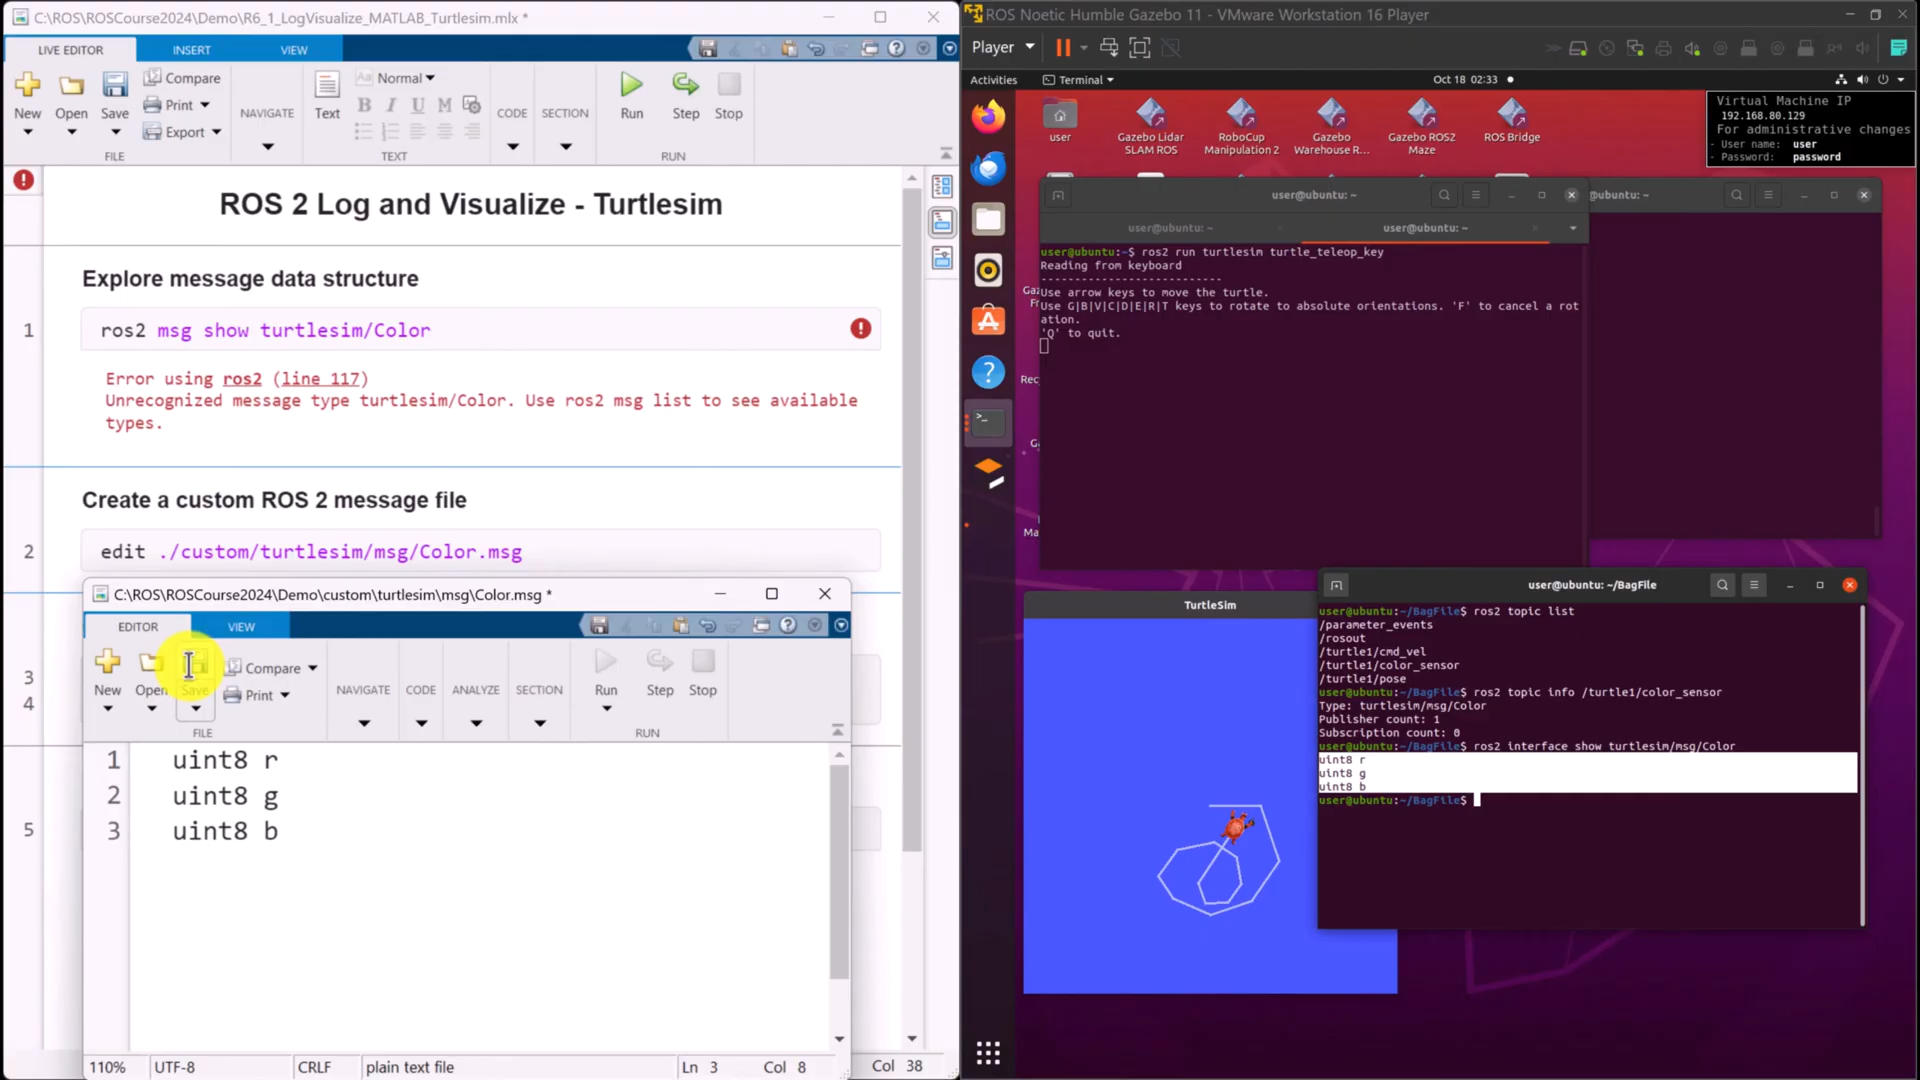 C:\ROS\ROSCourse2024\Demo\R6_1_LogVisualize_MATLAB_Turtlesim.mlx *
LIVE EDITOR
INSERT
VIEW
New
Open
Save
Compare
Print
Export
FILE
NAVIGATE
Text
Aa Normal
B I U M
TEXT
CODE
SECTION
Run
Step
Stop
RUN
ROS 2 Log and Visualize - Turtlesim
Explore message data structure
1
ros2 msg show turtlesim/Color
Error using ros2 (line 117)
Unrecognized message type turtlesim/Color. Use ros2 msg list to see available
types.
Create a custom ROS 2 message file
2
edit ./custom/turtlesim/msg/Color.msg
3
4
5
C:\ROS\ROSCourse2024\Demo\custom\turtlesim\msg\Color.msg *
EDITOR
VIEW
New
Open
Save
Compare
Print
FILE
NAVIGATE
CODE
ANALYZE
SECTION
Run
Step
Stop
RUN
1 uint8 r
2 uint8 g
3 uint8 b
110%
UTF-8
CRLF
plain text file
Ln 3
Col 8
Col 38
ROS Noetic Humble Gazebo 11 - VMware Workstation 16 Player
Player
Activities
Terminal
Oct 18 02:33
user
Gazebo Lidar
SLAM ROS
RoboCup
Manipulation 2
Gazebo
Warehouse R...
Gazebo ROS2
Maze
ROS Bridge
Virtual Machine IP
192.168.80.129
For administrative changes
- User name: user
- Password: password
user@ubuntu: ~
user@ubuntu: ~
user@ubuntu: ~
user@ubuntu:~$ ros2 run turtlesim turtle_teleop_key
Reading from keyboard
---------------------------
Use arrow keys to move the turtle.
Use G|B|V|C|D|E|R|T keys to rotate to absolute orientations. 'F' to cancel a rot
ation.
'Q' to quit.
TurtleSim
user@ubuntu: ~/BagFile
user@ubuntu:~/BagFile$ ros2 topic list
/parameter_events
/rosout
/turtle1/cmd_vel
/turtle1/color_sensor
/turtle1/pose
user@ubuntu:~/BagFile$ ros2 topic info /turtle1/color_sensor
Type: turtlesim/msg/Color
Publisher count: 1
Subscription count: 0
user@ubuntu:~/BagFile$ ros2 interface show turtlesim/msg/Color
uint8 r
uint8 g
uint8 b
user@ubuntu:~/BagFile$